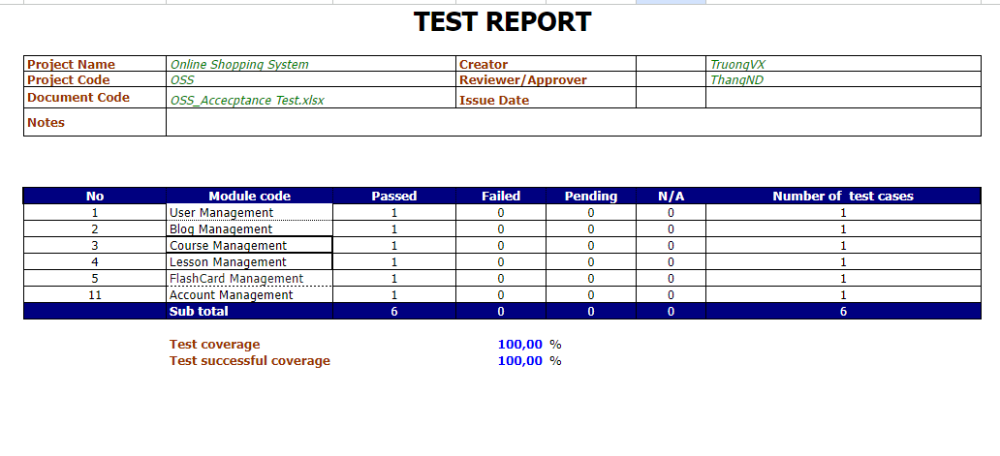 TEST REPORT
Project Name Online Shopping System Creator TruongVX
Project Code OSS Reviewer/Approver ThangND
Document Code OSS_Accecptance Test.xlsx Issue Date
Notes
No Module code Passed Failed Pending N/A Number of test cases
1 User Management 1 0 0 0 1
2 Blog Management 1 0 0 0 1
3 Course Management 1 0 0 0 1
4 Lesson Management 1 0 0 0 1
5 FlashCard Management 1 0 0 0 1
11 Account Management 1 0 0 0 1
Sub total 6 0 0 0 6
Test coverage 100,00 %
Test successful coverage 100,00 %